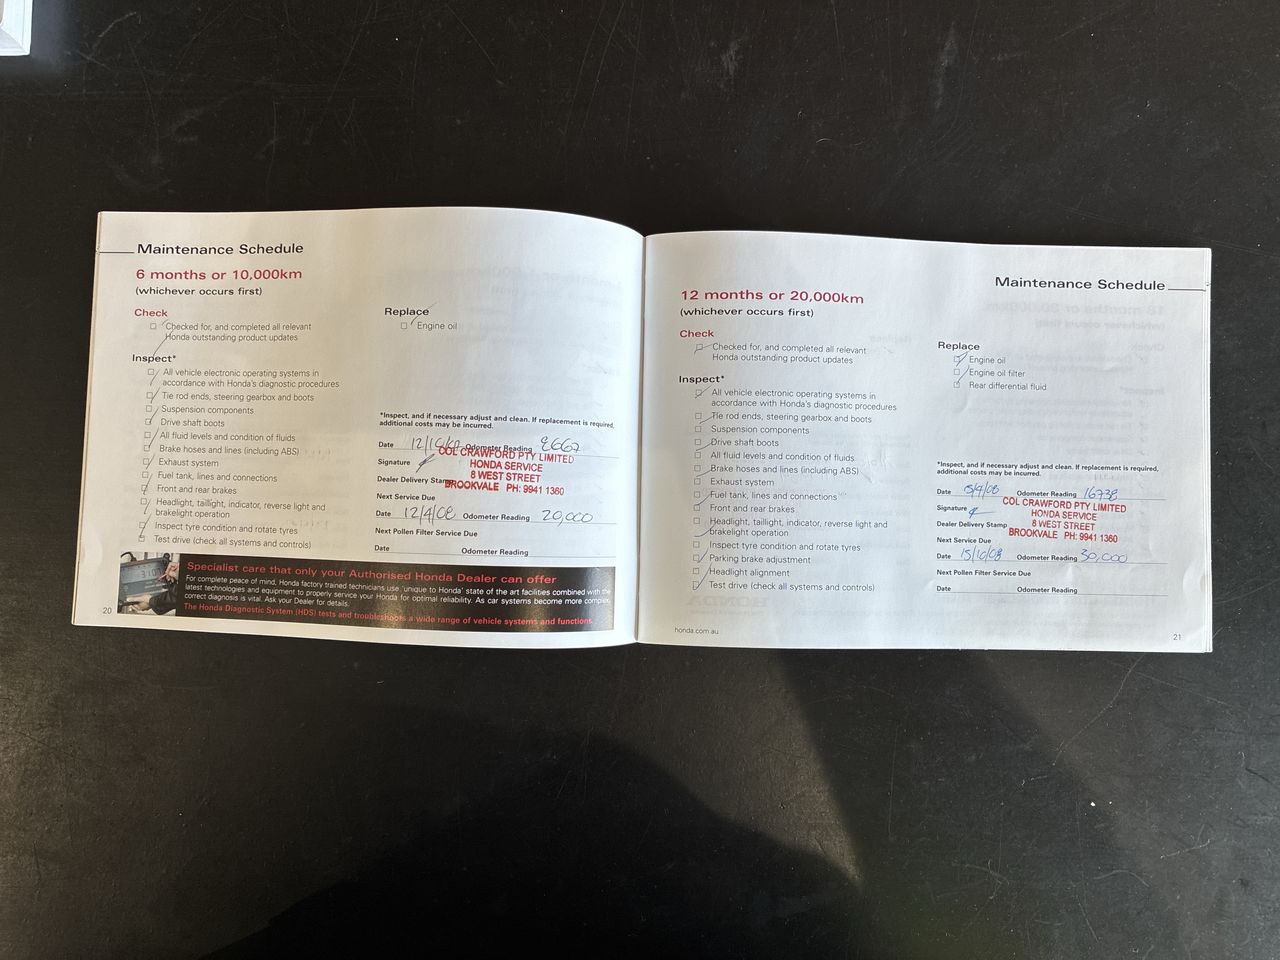 Maintenance Schedule
6 months or 10,000km
(whichever occurs first)
Check
Checked for, and completed all relevant
Honda outstanding product updates
Inspect*
All vehicle electronic operating systems in
accordance with Honda's diagnostic procedures
Tie rod ends, steering gearbox and boots
Suspension components
Drive shaft boots
All fluid levels and condition of fluids
Brake hoses and lines (including ABS)
Exhaust system
Fuel tank, lines and connections
Front and rear brakes
Headlight, taillight, indicator, reverse light and
brakelight operation
Inspect tyre condition and rotate tyres
Test drive (check all systems and controls)
Replace
Engine oil
*Inspect, and if necessary adjust and clean. If replacement is required,
additional costs may be incurred.
Date Odometer Reading 9667
COL CRAWFORD PTY LIMITED
Signature HONDA SERVICE
8 WEST STREET
Dealer Delivery Stamp BROOKVALE PH: 9941 1360
Next Service Due
Date 12/4/08 Odometer Reading 20,000
Next Pollen Filter Service Due
Date Odometer Reading
Specialist care that only your Authorised Honda Dealer can offer
For complete peace of mind, Honda factory trained technicians use 'unique to Honda' state of the art facilities combined with the
latest technologies and equipment to properly service your Honda for optimal reliability. As car systems become more complex,
correct diagnosis is vital. Ask your Dealer for details.
The Honda Diagnostic System (HDS) tests and troubleshoots a wide range of vehicle systems and functions.
20
Maintenance Schedule
12 months or 20,000km
(whichever occurs first)
Check
Checked for, and completed all relevant
Honda outstanding product updates
Inspect*
All vehicle electronic operating systems in
accordance with Honda's diagnostic procedures
Tie rod ends, steering gearbox and boots
Suspension components
Drive shaft boots
All fluid levels and condition of fluids
Brake hoses and lines (including ABS)
Exhaust system
Fuel tank, lines and connections
Front and rear brakes
Headlight, taillight, indicator, reverse light and
brakelight operation
Inspect tyre condition and rotate tyres
Parking brake adjustment
Headlight alignment
Test drive (check all systems and controls)
Replace
Engine oil
Engine oil filter
Rear differential fluid
*Inspect, and if necessary adjust and clean. If replacement is required,
additional costs may be incurred.
Date 15/4/08 Odometer Reading 16738
COL CRAWFORD PTY LIMITED
Signature HONDA SERVICE
Dealer Delivery Stamp 8 WEST STREET
BROOKVALE PH: 9941 1360
Next Service Due
Date 15/10/08 Odometer Reading 30,000
Next Pollen Filter Service Due
Date Odometer Reading
honda.com.au
21